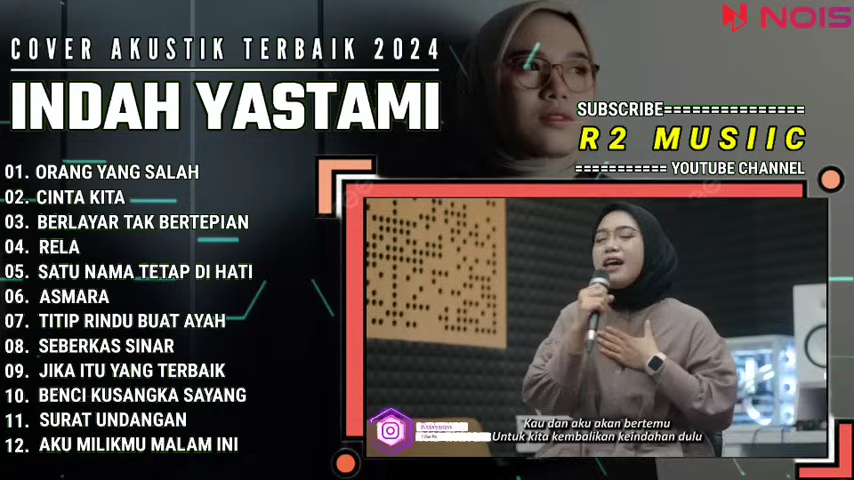 COVER AKUSTIK TERBAIK 2024
INDAH YASTAMI
01. ORANG YANG SALAH
02. CINTA KITA
03. BERLAYAR TAK BERTEPIAN
04. RELA
05. SATU NAMA TETAP DI HATI
06. ASMARA
07. TITIP RINDU BUAT AYAH
08. SEBERKAS SINAR
09. JIKA ITU YANG TERBAIK
10. BENCI KUSANGKA SAYANG
11. SURAT UNDANGAN
12. AKU MILIKMU MALAM INI
NOIS
SUBSCRIBE===============
R2 MUSIIC
=========== YOUTUBE CHANNEL
Kau dan aku akan bertemu
Untuk kita kembalikan keindahan dulu